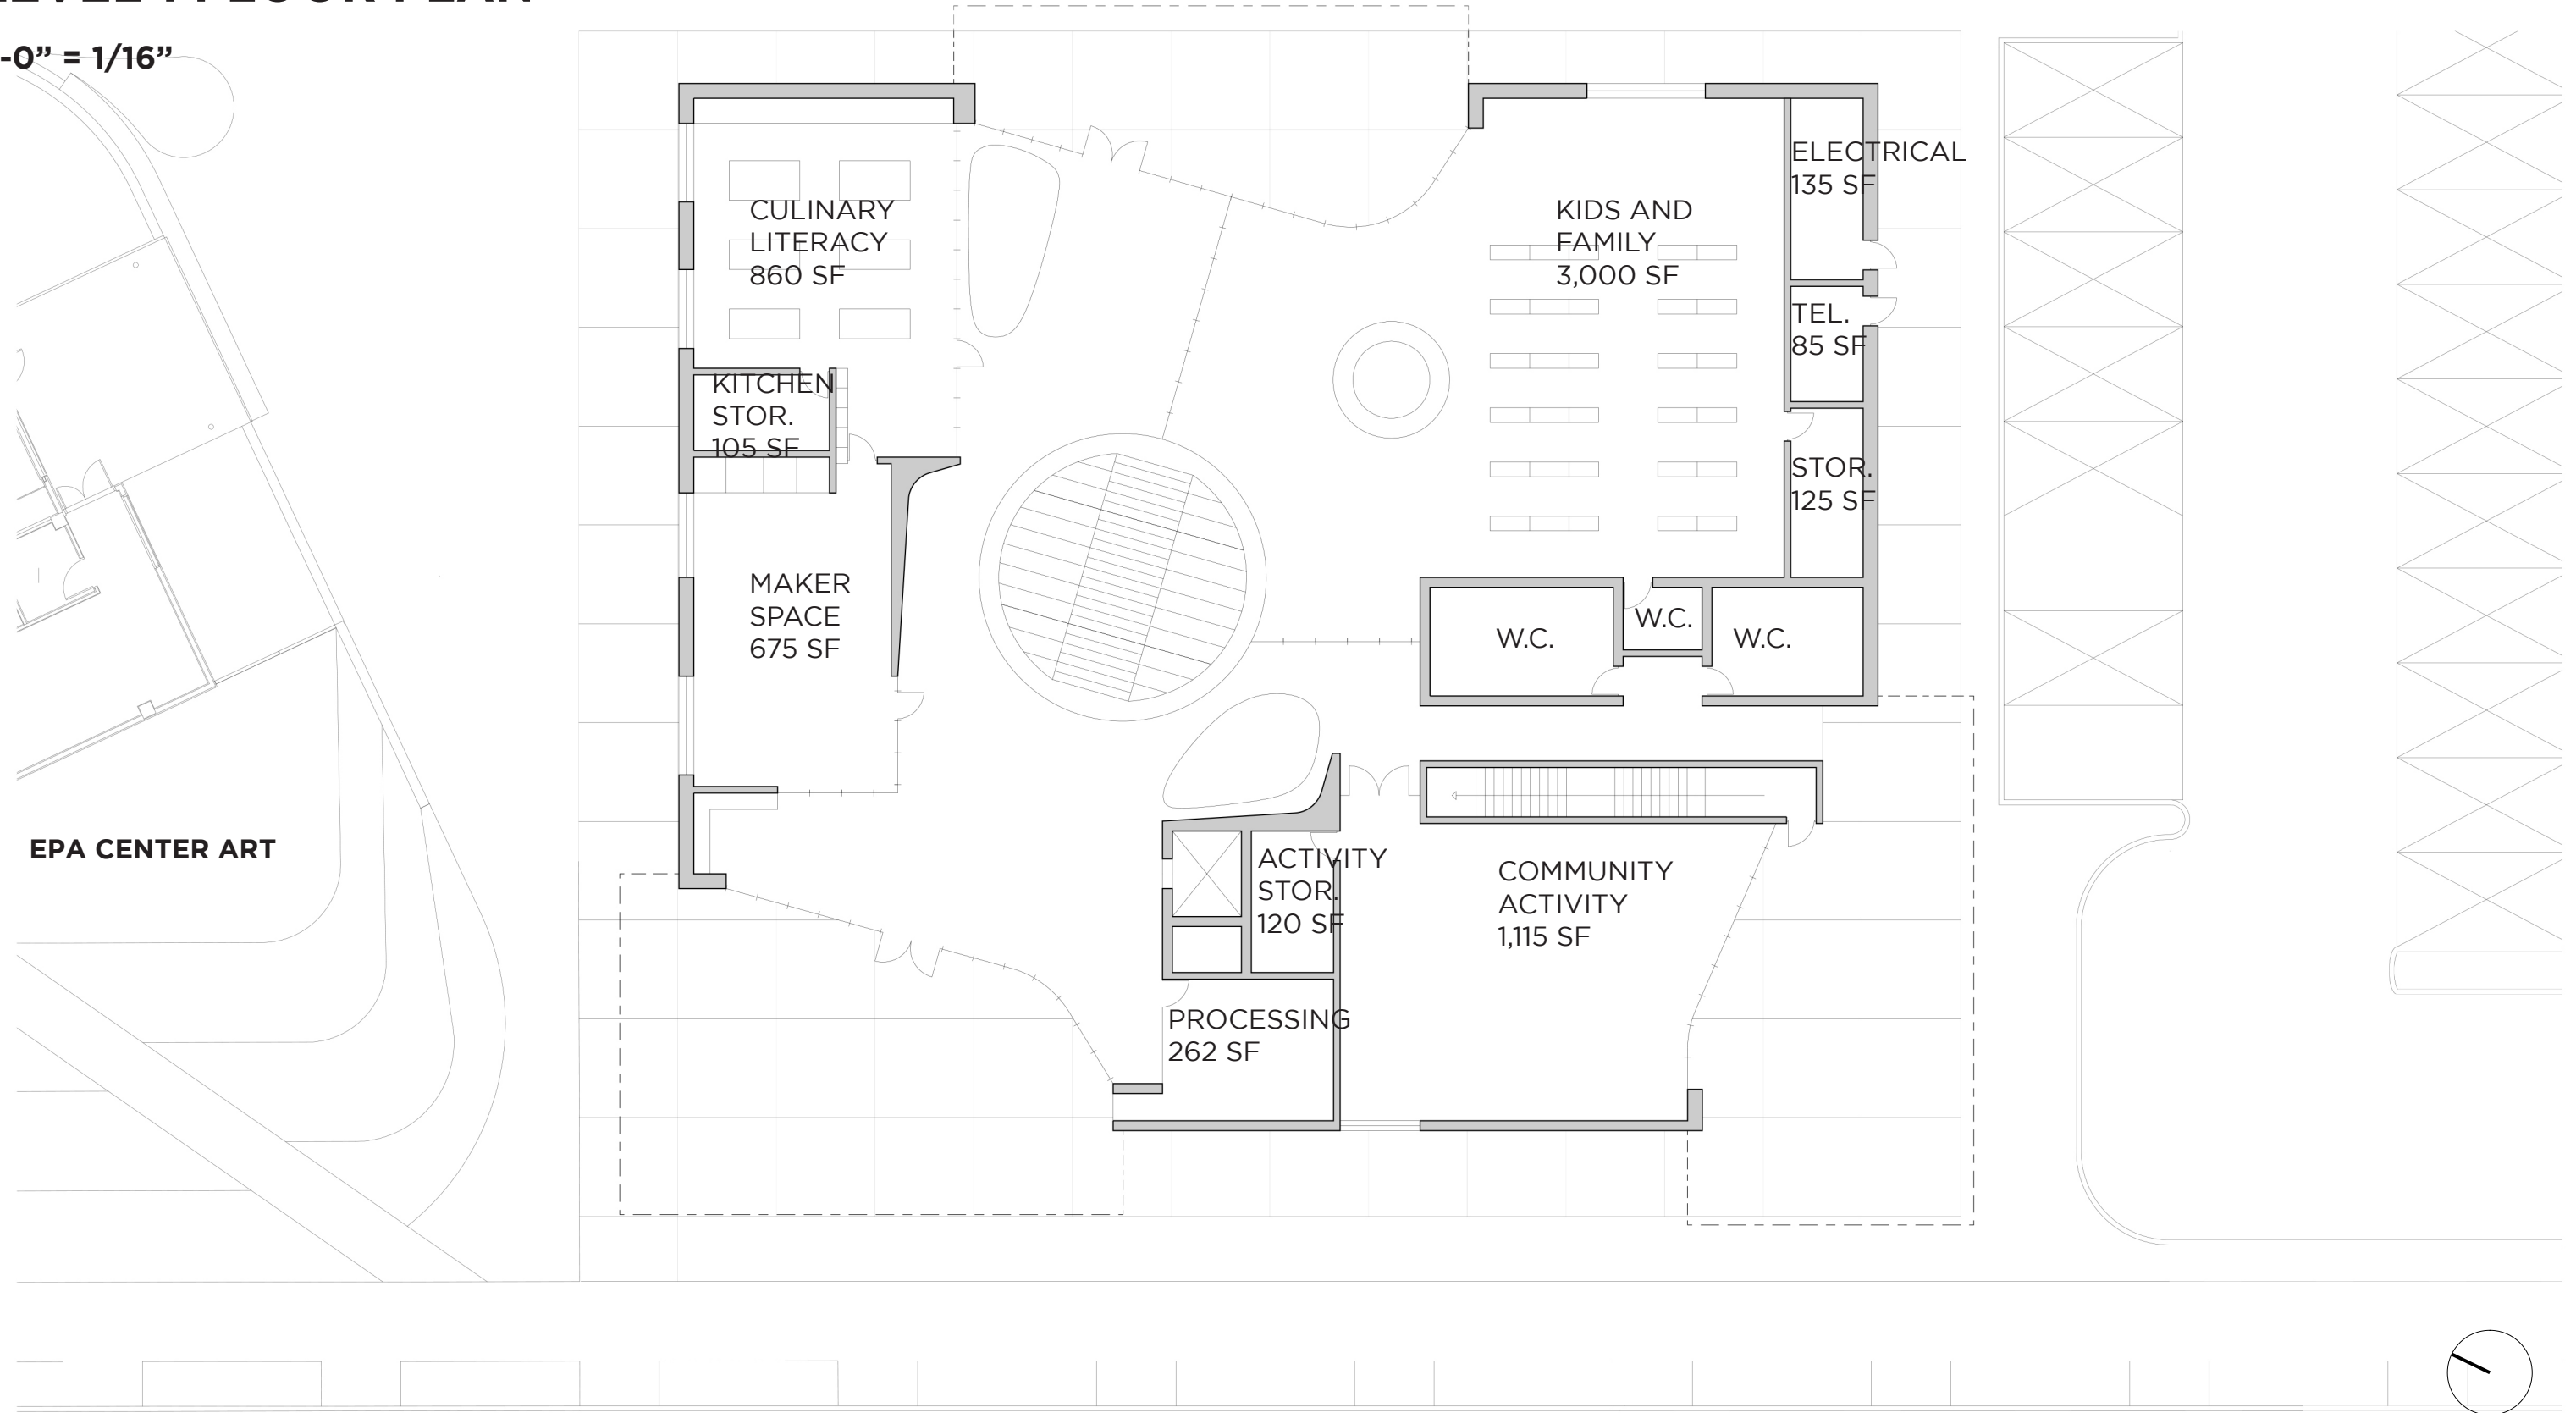 -0” = 1/16”
CULINARY
LITERACY
860 SF
KIDS AND
FAMILY
3,000 SF
ELECTRICAL
135 SF
TEL.
85 SF
KITCHEN
STOR.
105 SF
STOR.
125 SF
MAKER
SPACE
675 SF
W.C.
W.C.
W.C.
EPA CENTER ART
ACTIVITY
STOR.
120 SF
COMMUNITY
ACTIVITY
1,115 SF
PROCESSING
262 SF